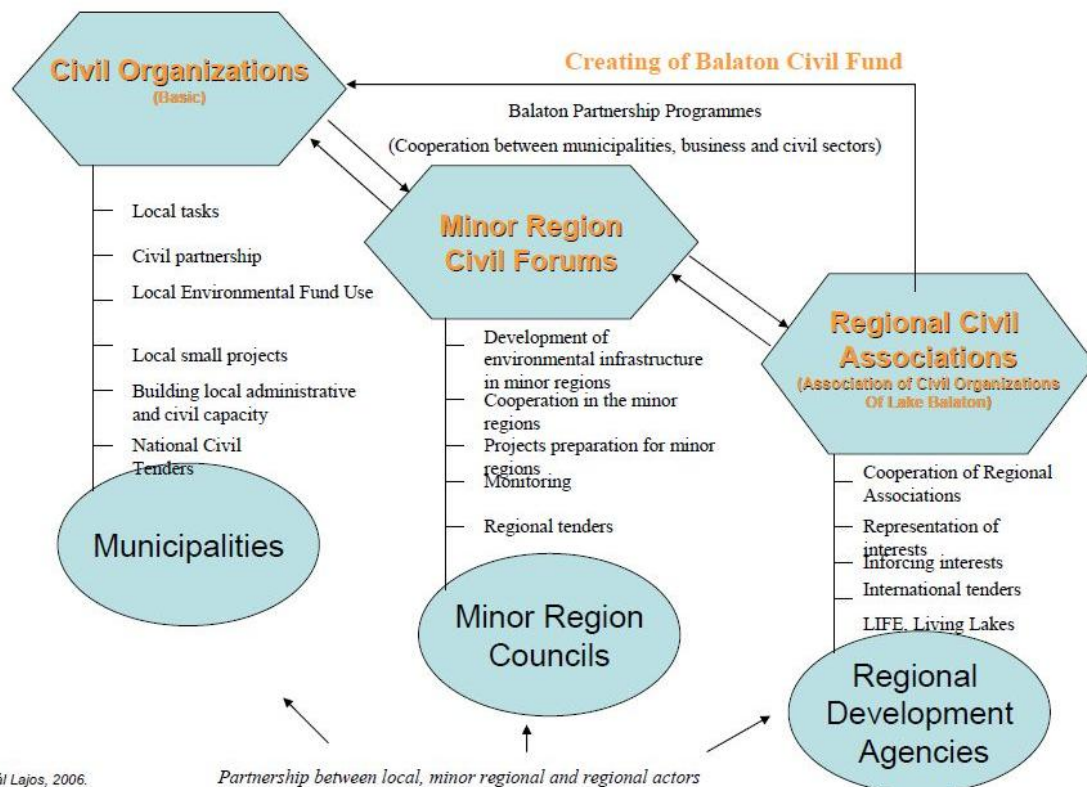 Civil Organizations
(Basic)
Creating of Balaton Civil Fund
Balaton Partnership Programmes
(Cooperation between municipalities, business and civil sectors)
Local tasks
Civil partnership
Local Environmental Fund Use
Local small projects
Building local administrative
and civil capacity
National Civil
Tenders
Municipalities
Minor Region
Civil Forums
Development of
environmental infrastructure
in minor regions
Cooperation in the minor
regions
Projects preparation for minor
regions
Monitoring
Regional tenders
Minor Region
Councils
Regional Civil
Associations
(Association of Civil Organizations
Of Lake Balaton)
Cooperation of Regional
Associations
Representation of
interests
Inforcing interests
International tenders
LIFE, Living Lakes
Regional
Development
Agencies
Lajos, 2006.
Partnership between local, minor regional and regional actors